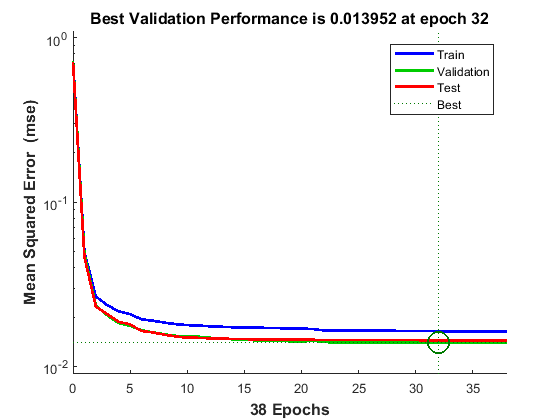 Best Validation Performance is 0.013952 at epoch 32
Mean Squared Error (mse)
10^0
10^-1
10^-2
Train
Validation
Test
Best
0 5 10 15 20 25 30 35
38 Epochs